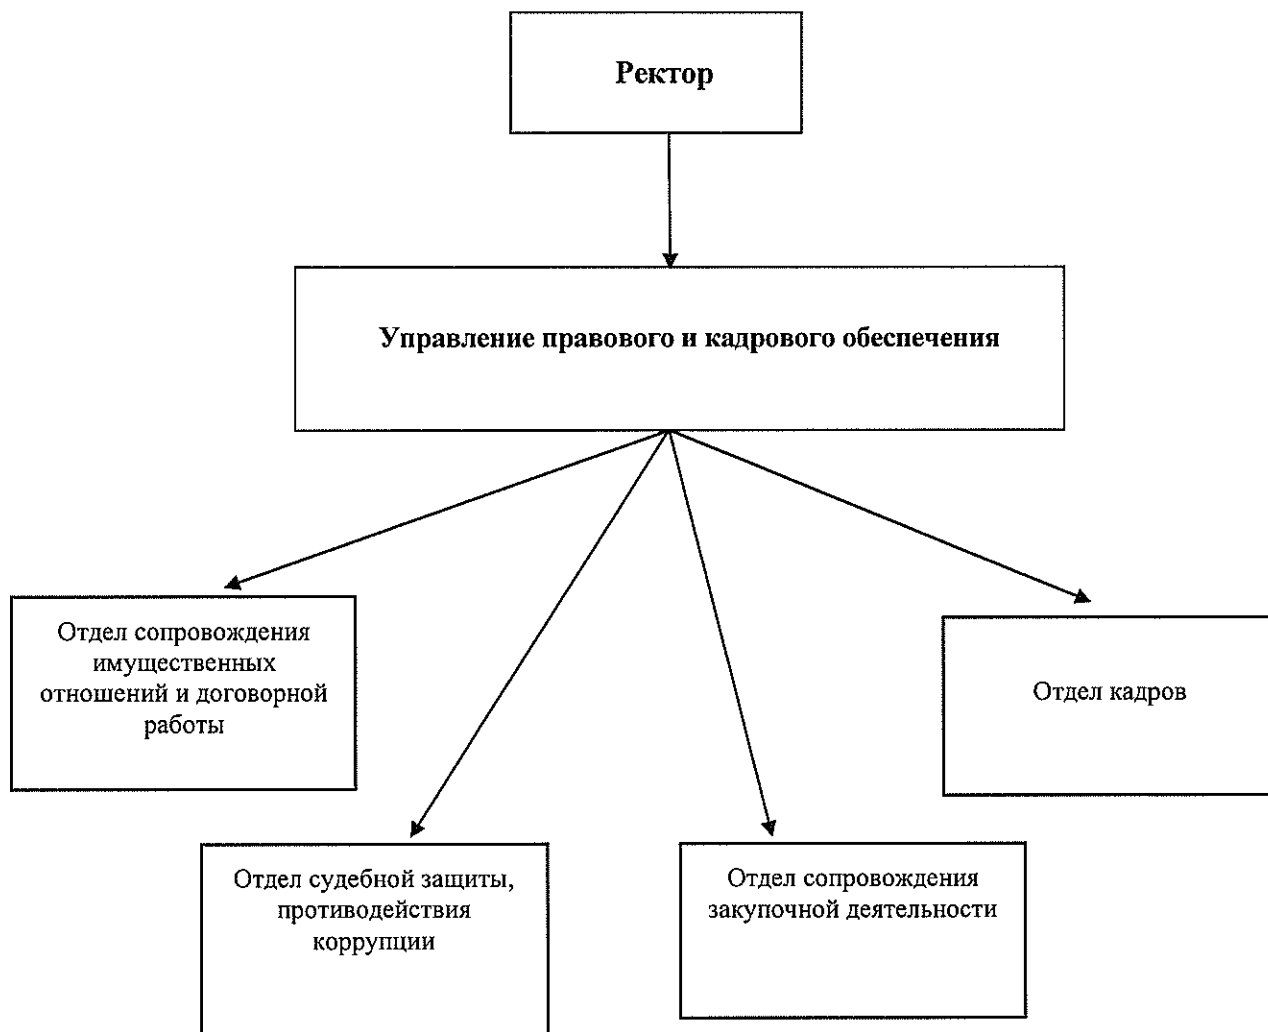 Ректор
Управление правового и кадрового обеспечения
Отдел сопровождения
имущественных
отношений и договорной
работы
Отдел кадров
Отдел судебной защиты,
противодействия
коррупции
Отдел сопровождения
закупочной деятельности